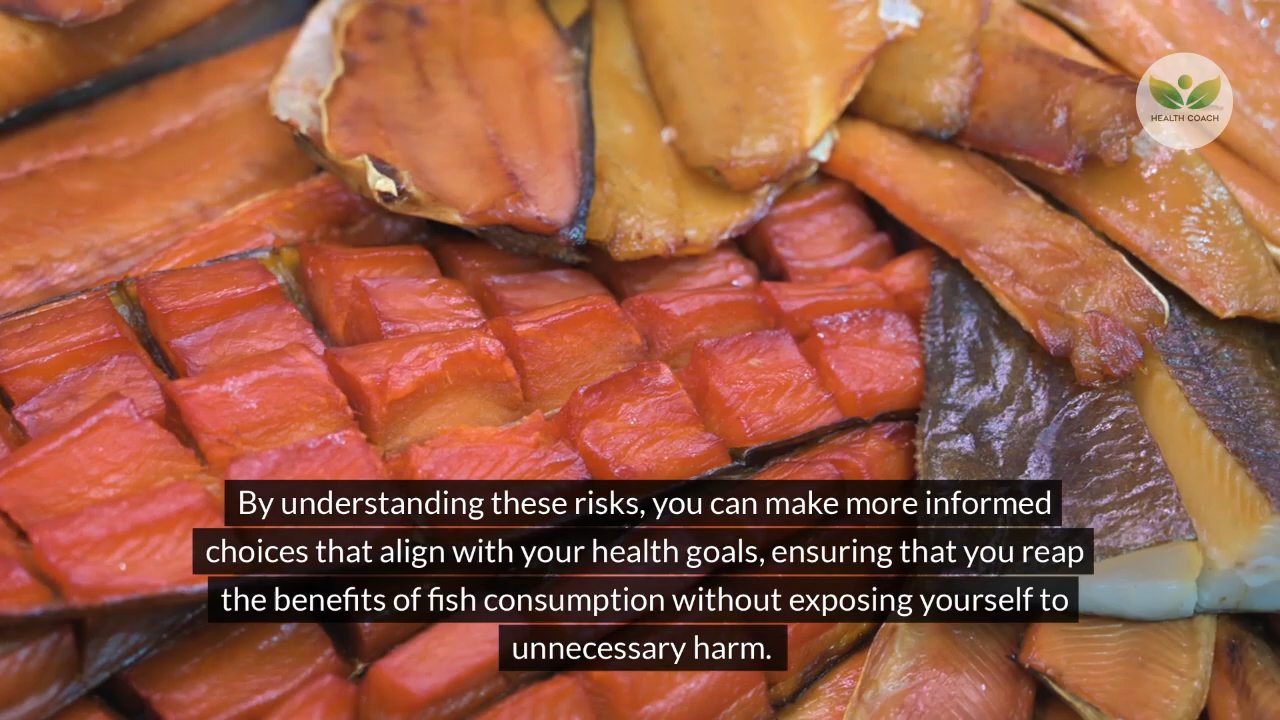 HEALTH COACH
By understanding these risks, you can make more informed
choices that align with your health goals, ensuring that you reap
the benefits of fish consumption without exposing yourself to
unnecessary harm.